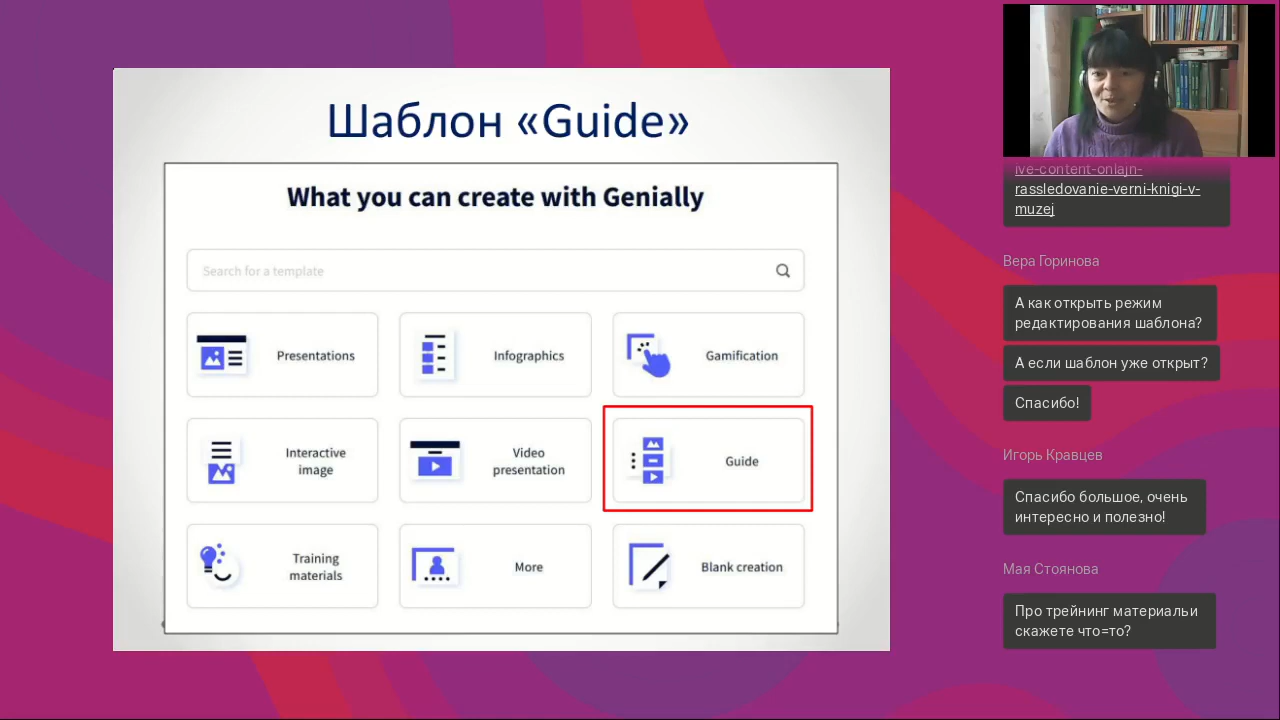 Шаблон «Guide»
What you can create with Genially
Search for a template
Presentations
Infographics
Gamification
Interactive
image
Video
presentation
Guide
Training
materials
More
Blank creation
ive-content-onlajn-
rassledovanie-verni-knigi-v-
muzej
Вера Горинова
А как открыть режим
редактирования шаблона?
А если шаблон уже открыт?
Спасибо!
Игорь Кравцев
Спасибо большое, очень
интересно и полезно!
Мая Стоянова
Про трейнинг материальи
скажете что=то?